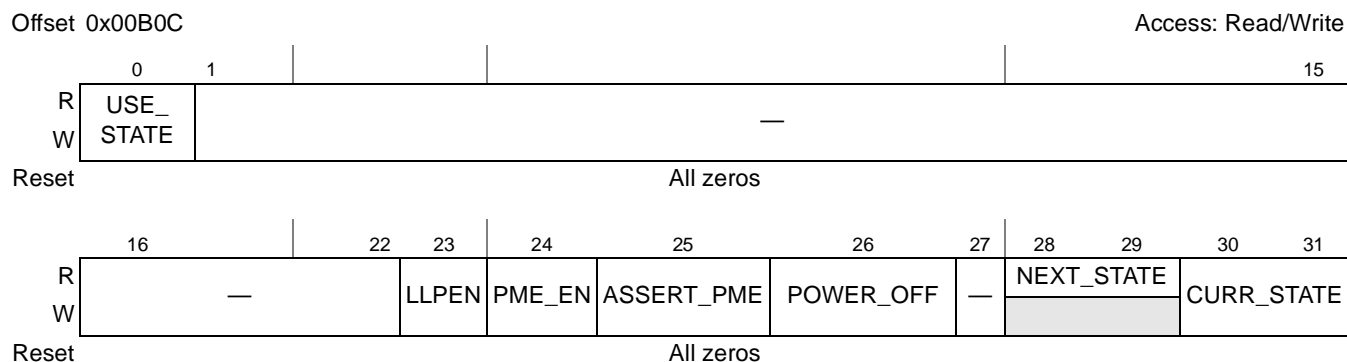 Offset 0x00B0C Access: Read/Write
0 1 15
R USE_ —
W STATE
Reset All zeros
16 22 23 24 25 26 27 28 29 30 31
R — LLPEN PME_EN ASSERT_PME POWER_OFF — NEXT_STATE CURR_STATE
W
Reset All zeros